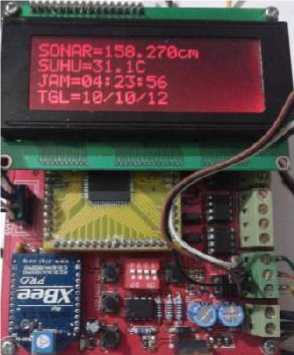 SONAR=158.270cm
SUHU=31.1C
JAM=04:23:56
TGL=10/10/12
XBee
PRO